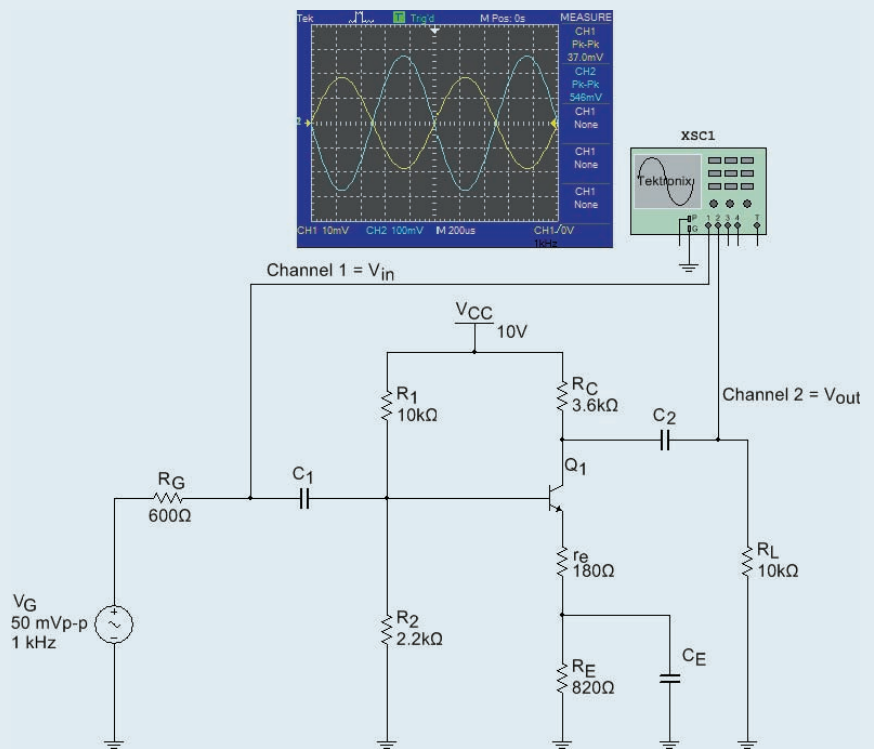 Tek T Trig'd M Pos: 0s MEASURE
CH1
Pk-Pk
37.0mV
CH2
Pk-Pk
546mV
CH1
None
CH1
None
CH1
None
CH1 10mV CH2 100mV M 200us CH1/0V
1kHz
XSC1
Tektronix
P
G
1 2 3 4 T
Channel 1 = Vin
VCC
10V
R1
10kΩ
RC
3.6kΩ
Channel 2 = Vout
C2
Q1
RG
600Ω
C1
re
180Ω
RL
10kΩ
VG
50 mVp-p
1 kHz
R2
2.2kΩ
RE
820Ω
CE